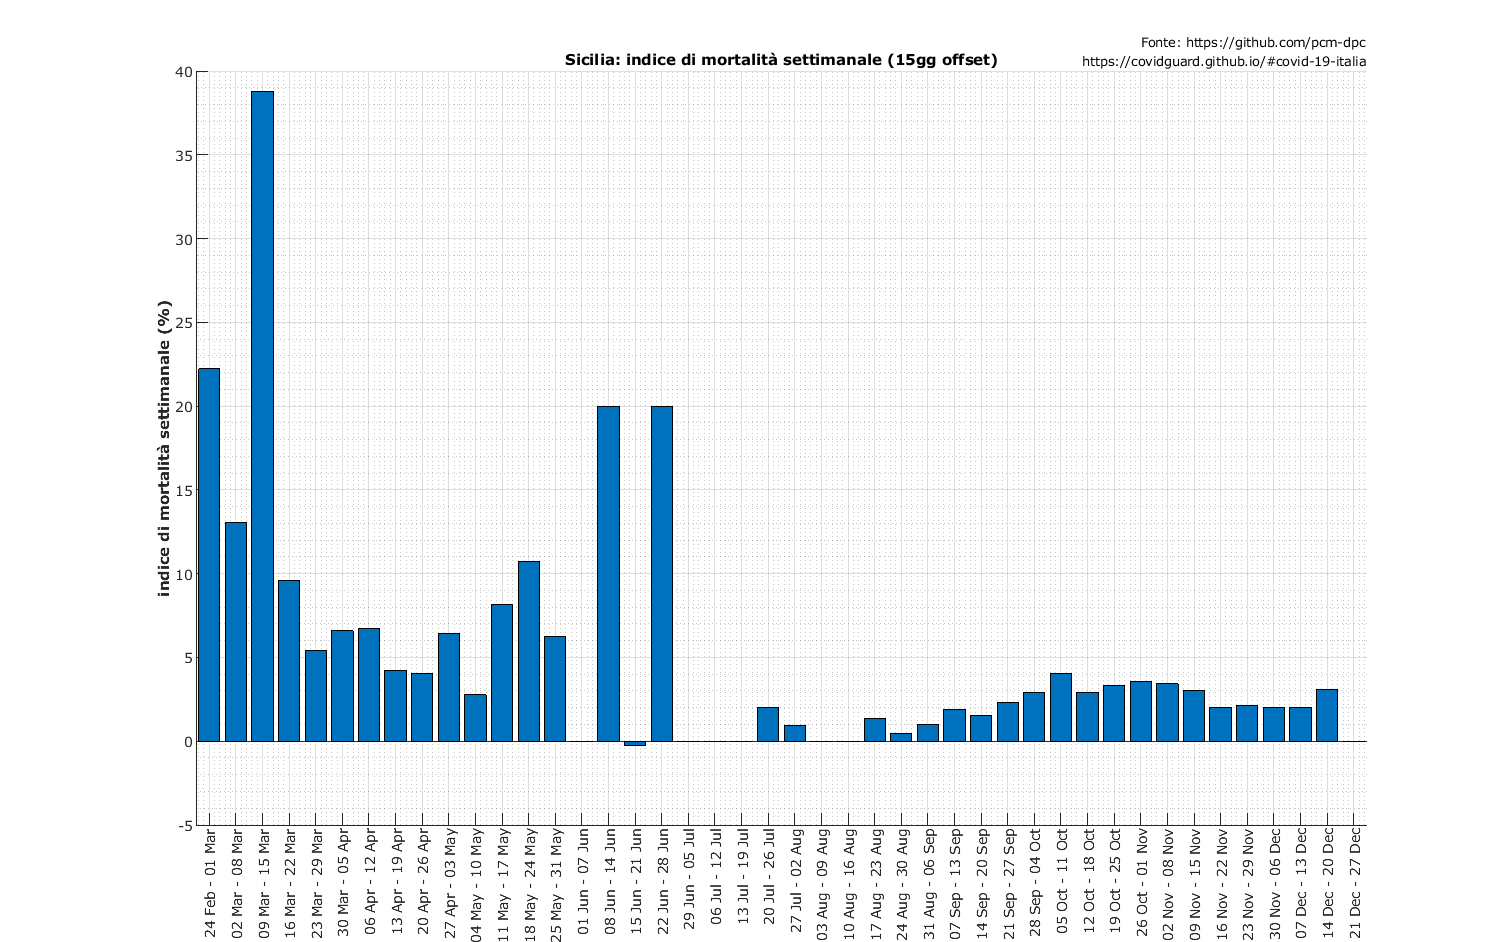 Fonte: https://github.com/pcm-dpc
Sicilia: indice di mortalità settimanale (15gg offset)
https://covidguard.github.io/#covid-19-italia
indice di mortalità settimanale (%)
40
35
30
25
20
15
10
5
0
-5
24 Feb - 01 Mar
02 Mar - 08 Mar
09 Mar - 15 Mar
16 Mar - 22 Mar
23 Mar - 29 Mar
30 Mar - 05 Apr
06 Apr - 12 Apr
13 Apr - 19 Apr
20 Apr - 26 Apr
27 Apr - 03 May
04 May - 10 May
11 May - 17 May
18 May - 24 May
25 May - 31 May
01 Jun - 07 Jun
08 Jun - 14 Jun
15 Jun - 21 Jun
22 Jun - 28 Jun
29 Jun - 05 Jul
06 Jul - 12 Jul
13 Jul - 19 Jul
20 Jul - 26 Jul
27 Jul - 02 Aug
03 Aug - 09 Aug
10 Aug - 16 Aug
17 Aug - 23 Aug
24 Aug - 30 Aug
31 Aug - 06 Sep
07 Sep - 13 Sep
14 Sep - 20 Sep
21 Sep - 27 Sep
28 Sep - 04 Oct
05 Oct - 11 Oct
12 Oct - 18 Oct
19 Oct - 25 Oct
26 Oct - 01 Nov
02 Nov - 08 Nov
09 Nov - 15 Nov
16 Nov - 22 Nov
23 Nov - 29 Nov
30 Nov - 06 Dec
07 Dec - 13 Dec
14 Dec - 20 Dec
21 Dec - 27 Dec